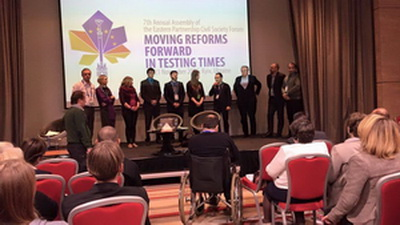 7th Annual Assembly of
the Eastern Partnership Civil Society Forum
MOVING REFORMS
FORWARD
IN TESTING TIMES